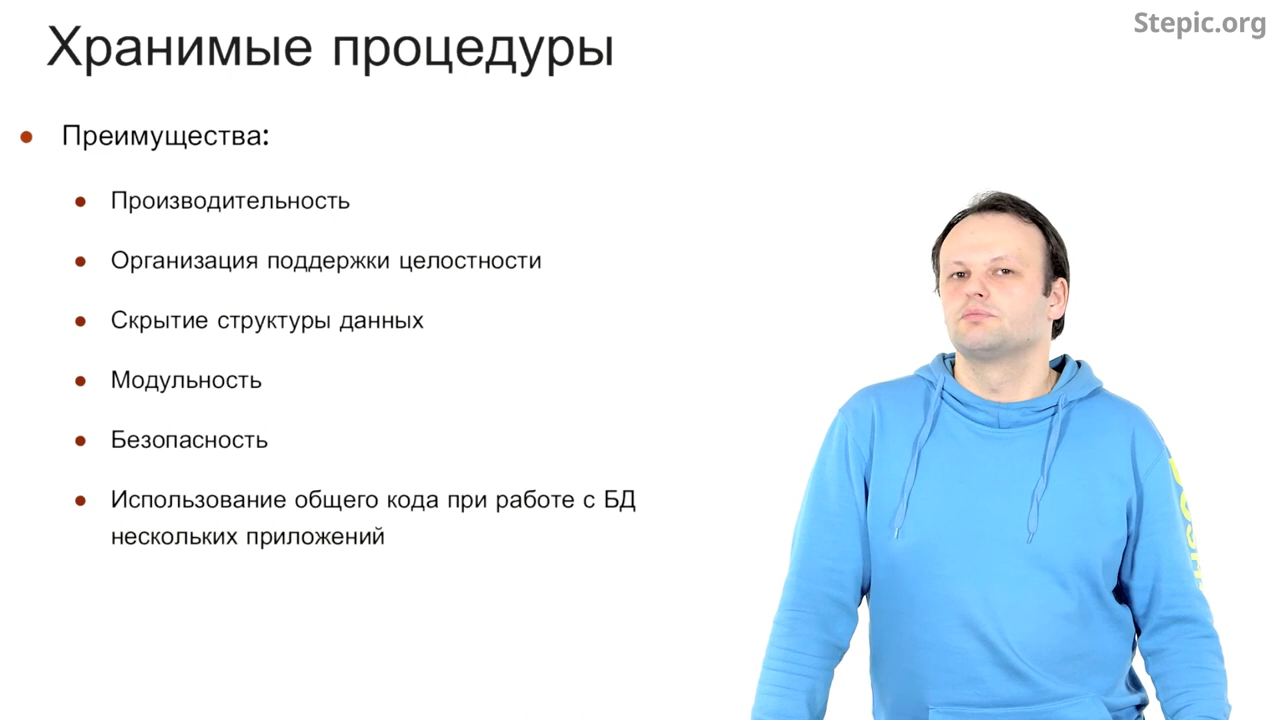 Stepic.org
Хранимые процедуры
Преимущества:
Производительность
Организация поддержки целостности
Скрытие структуры данных
Модульность
Безопасность
Использование общего кода при работе с БД
нескольких приложений